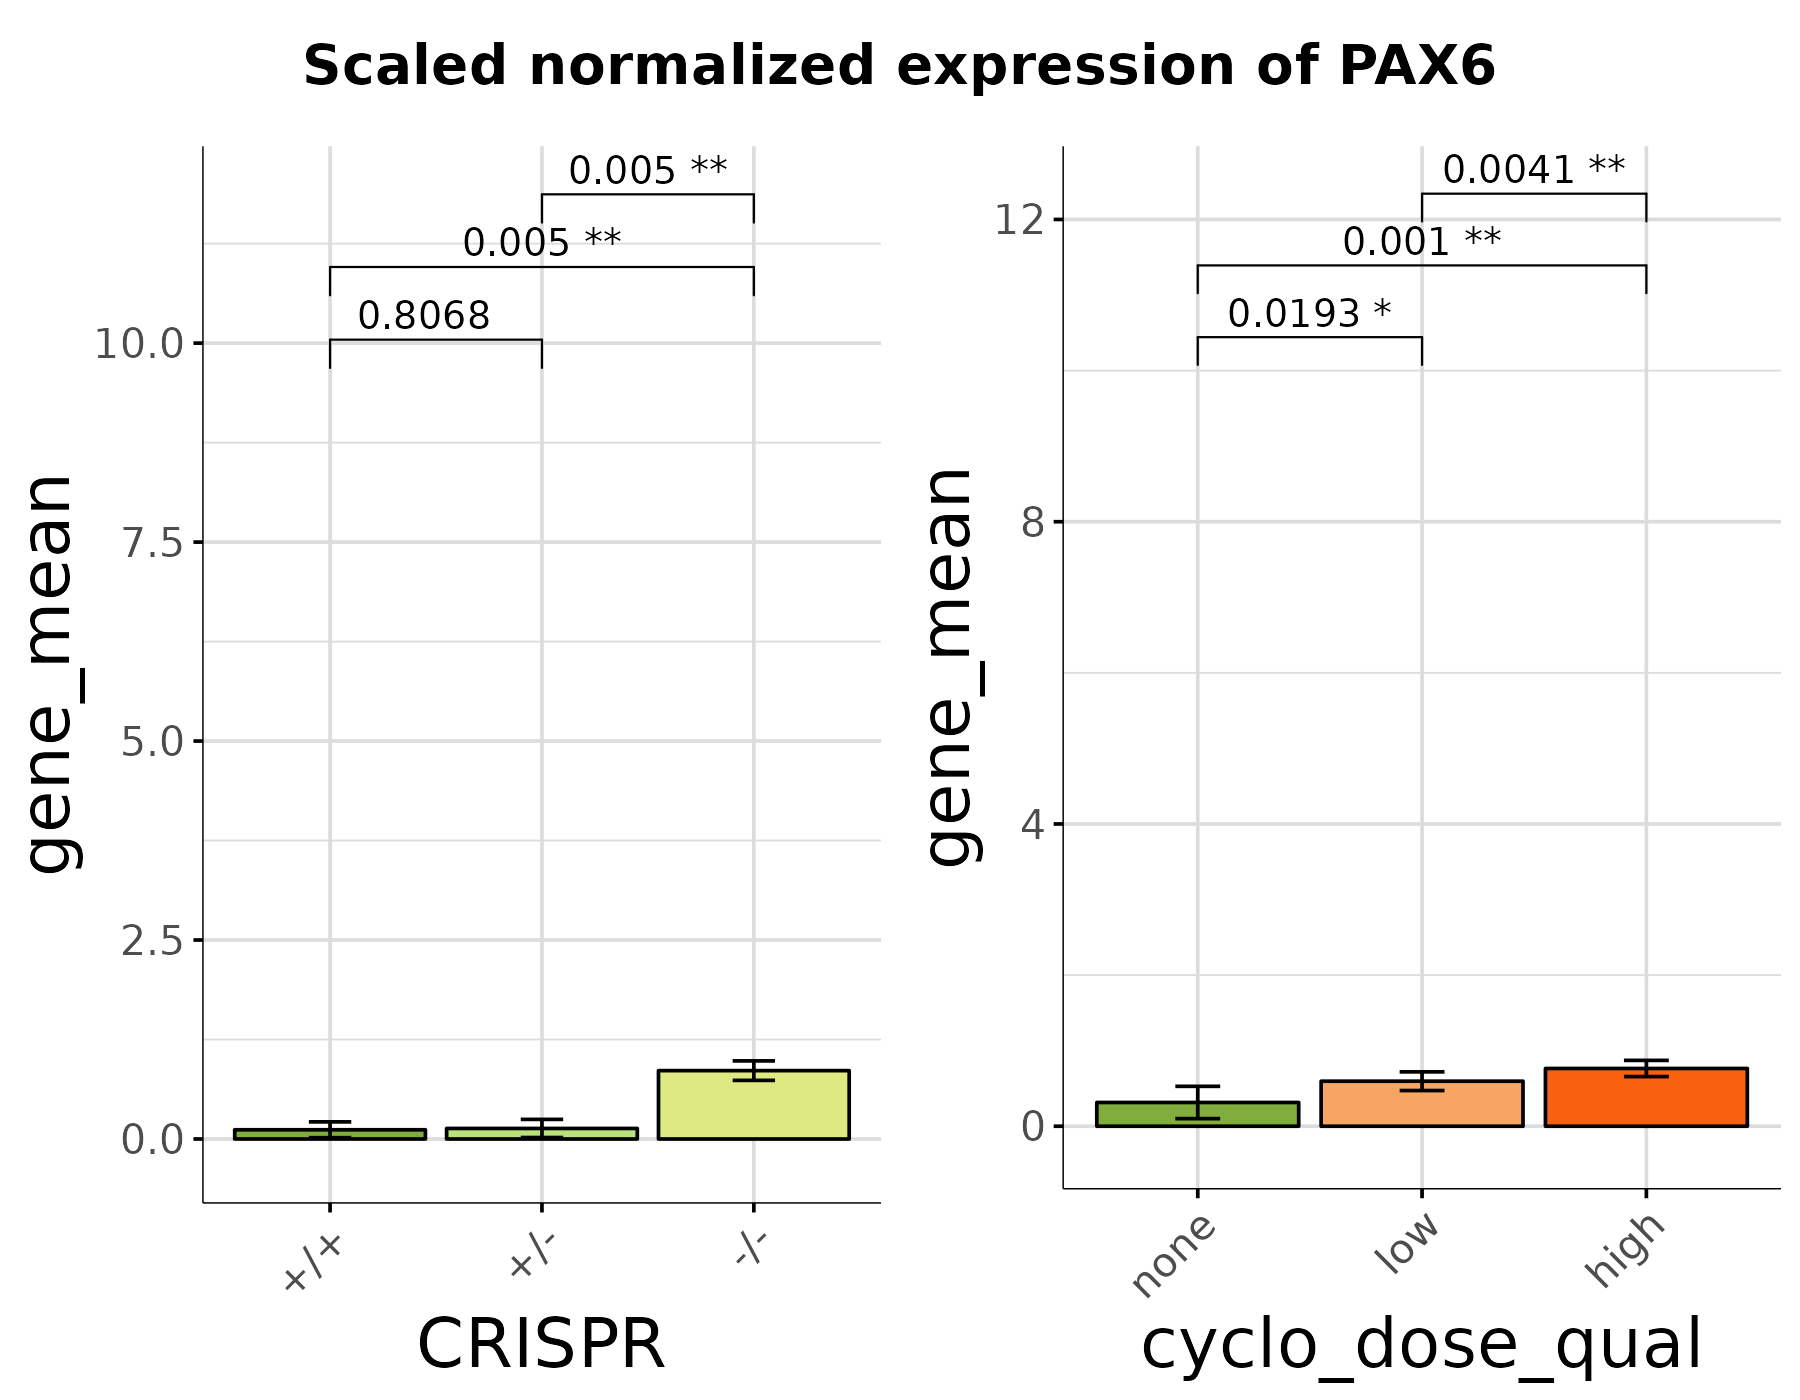 Scaled normalized expression of PAX6
0.005 **
0.005 **
0.8068
10.0
7.5
5.0
2.5
0.0
gene_mean
+/+
+/-
-/-
CRISPR
0.0041 **
0.001 **
0.0193 *
12
8
4
0
gene_mean
none
low
high
cyclo_dose_qual